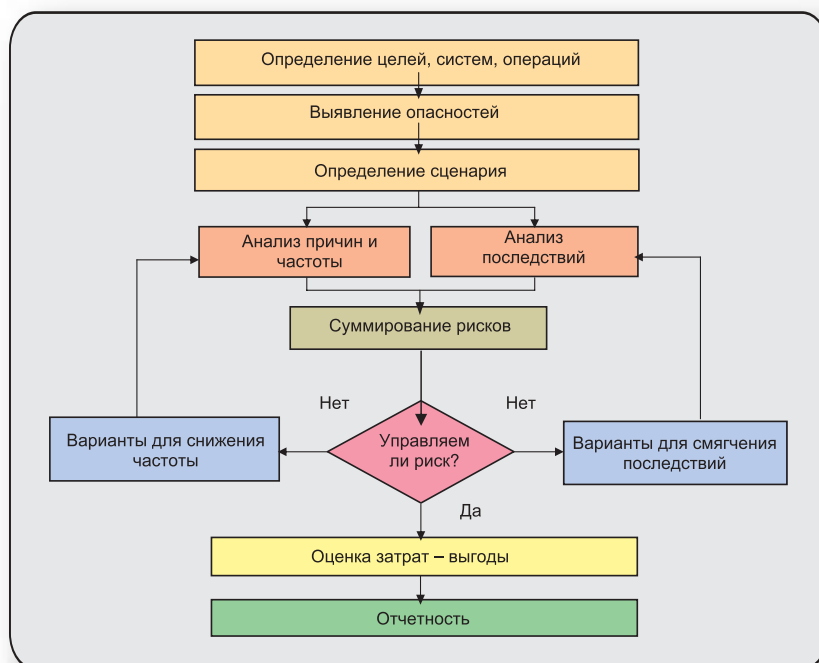 Определение целей, систем, операций
Выявление опасностей
Определение сценария
Анализ причин и
частоты
Анализ
последствий
Суммирование рисков
Нет
Нет
Варианты для снижения
частоты
Управляем
ли риск?
Варианты для смягчения
последствий
Да
Оценка затрат – выгоды
Отчетность